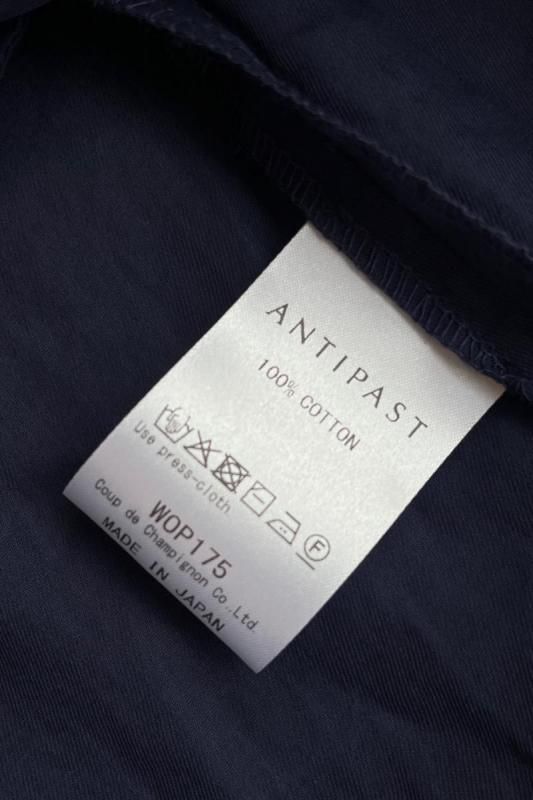 ANTIPAST
100% COTTON
Use press-cloth.
WOP175
Coup de Champignon Co.,Ltd.
MADE IN JAPAN